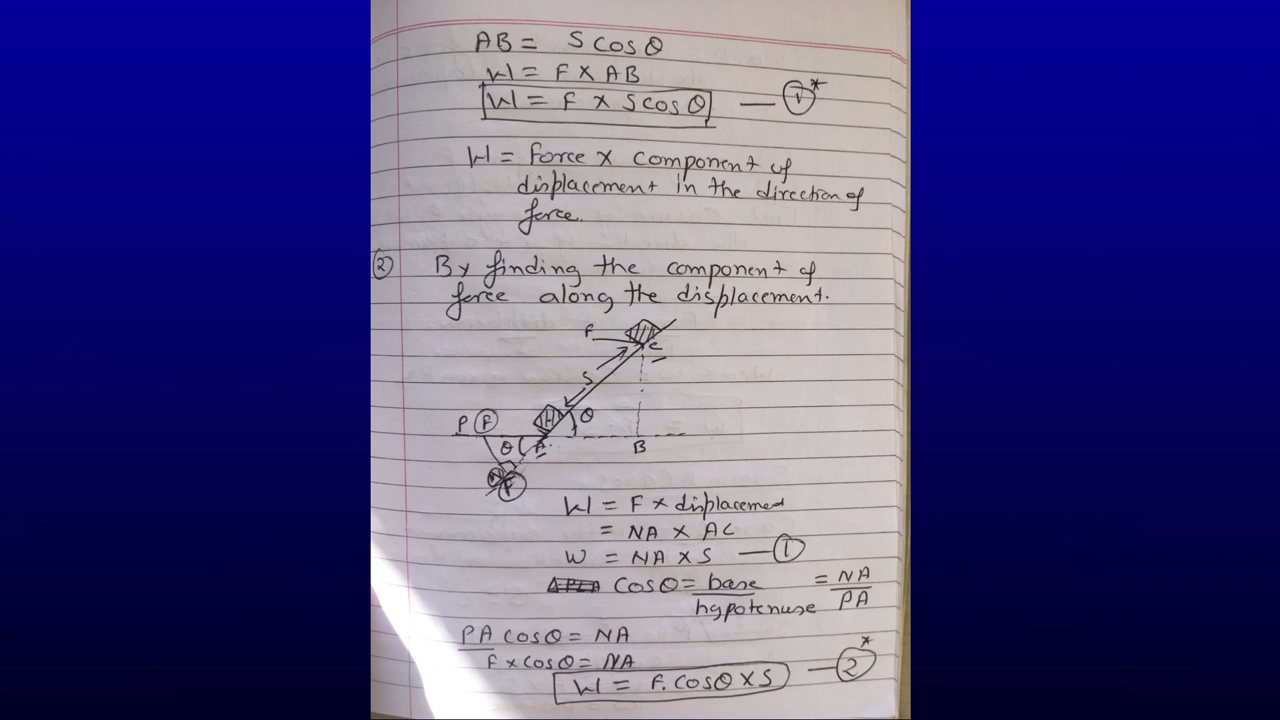 AB = S cos θ
W = F × AB
W = F × S cos θ — 1*
W = Force × component of
displacement in the direction of
force.
② By finding the component of
force along the displacement.
F
C
S
θ
P F
θ A B
F
W = F × displacement
= NA × AC
W = NA × S — ①
Cos θ = base/hypotenuse = NA/PA
PA cos θ = NA
F × cos θ = NA
W = F. cos θ × S — ②*